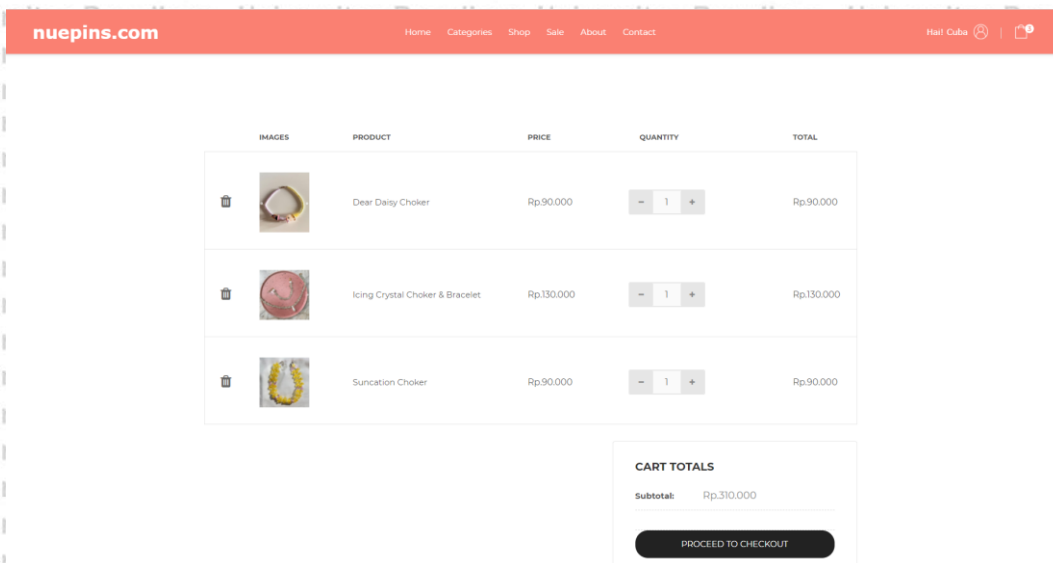 nuepins.com
Home Categories Shop Sale About Contact
Hai! Cuba
3
IMAGES PRODUCT PRICE QUANTITY TOTAL
Dear Daisy Choker Rp.90.000 − 1 + Rp.90.000
Icing Crystal Choker & Bracelet Rp.130.000 − 1 + Rp.130.000
Suncation Choker Rp.90.000 − 1 + Rp.90.000
CART TOTALS
Subtotal: Rp.310.000
PROCEED TO CHECKOUT